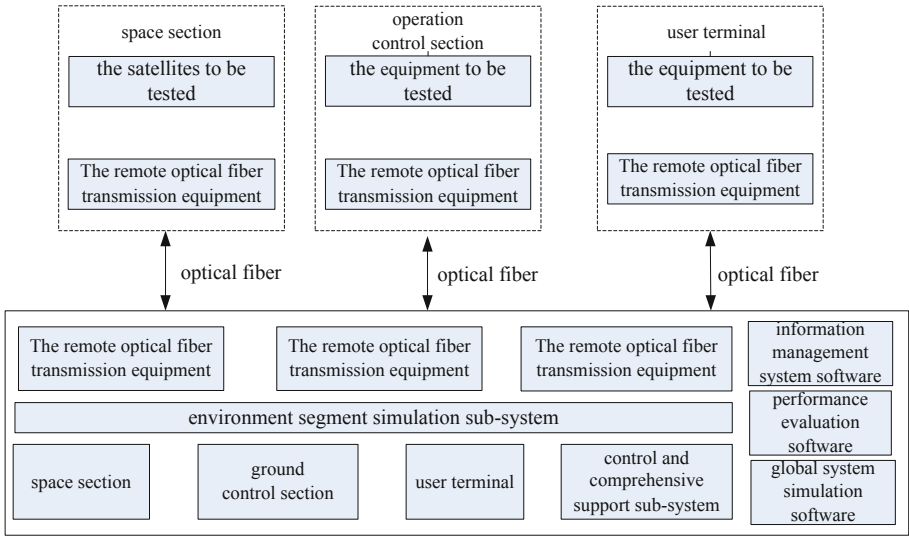 space section
the satellites to be
tested
The remote optical fiber
transmission equipment
operation
control section
the equipment to be
tested
The remote optical fiber
transmission equipment
user terminal
the equipment to be
tested
The remote optical fiber
transmission equipment
optical fiber
optical fiber
optical fiber
The remote optical fiber
transmission equipment
The remote optical fiber
transmission equipment
The remote optical fiber
transmission equipment
information
management
system software
environment segment simulation sub-system
performance
evaluation
software
space section
ground
control section
user terminal
control and
comprehensive
support sub-system
global system
simulation
software